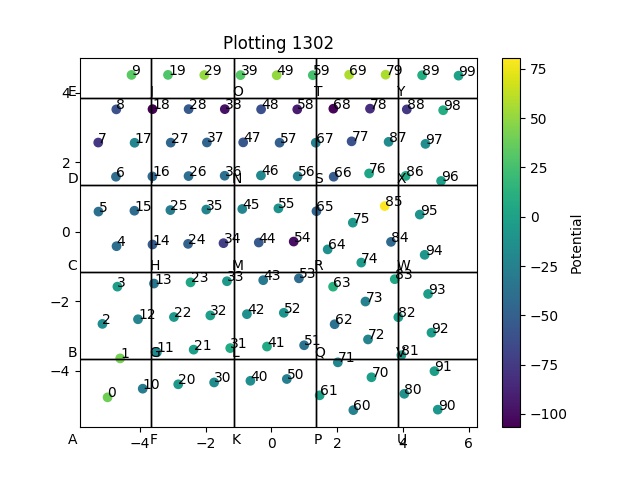 Plotting 1302
9 19 29 39 49 59 69 79 89 99
E I O T Y
8 18 28 38 48 58 68 78 88 98
7 17 27 37 47 57 67 77 87 97
6 16 26 36 46 56 66 76 86 96
D N S X
5 15 25 35 45 55 65 75 85 95
4 14 24 34 44 54 64 74 84 94
C H M R W
3 13 23 33 43 53 63 73 83 93
2 12 22 32 42 52 62 72 82 92
1 11 21 31 41 51 61 71 81 91
B L Q V
0 10 20 30 40 50 60 70 80 90
A F K P U
4 2 0 −2 −4
−4 −2 0 2 4 6
75 50 25 0 −25 −50 −75 −100
Potential